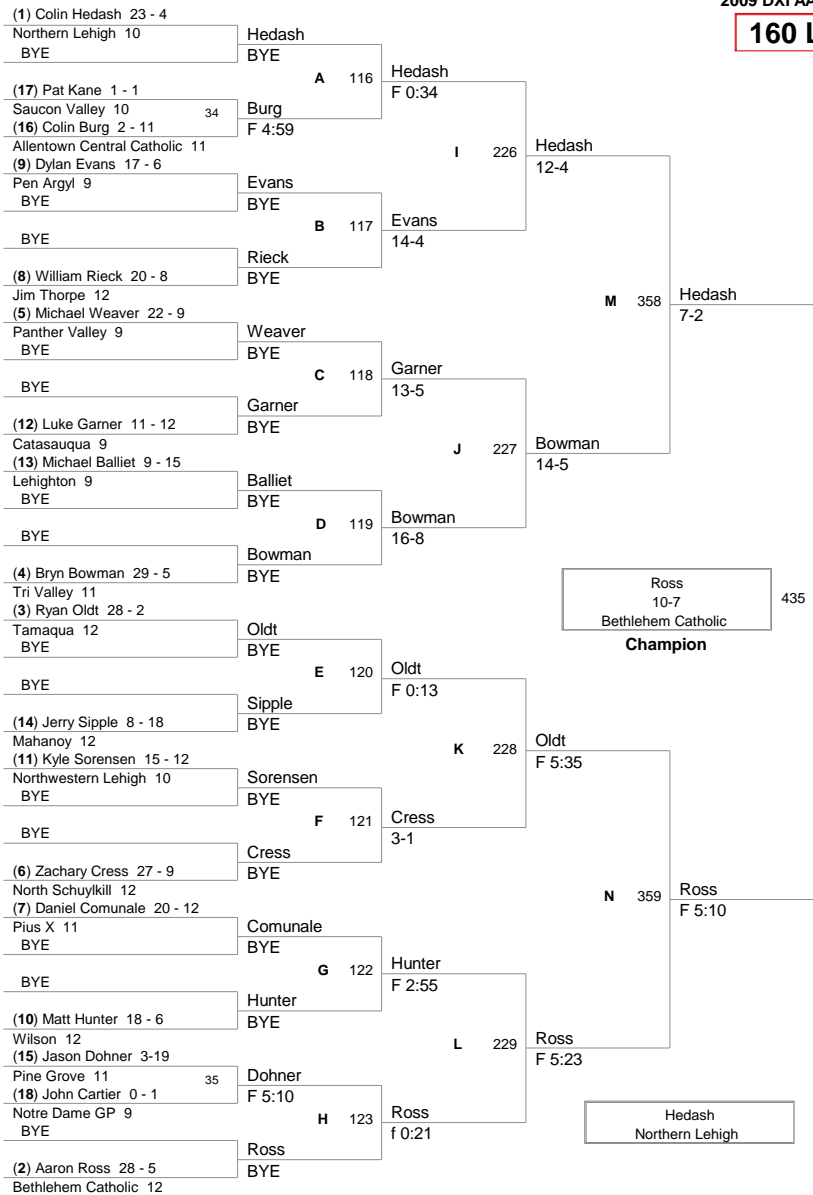 2009 DXI AA
160 L
(1) Colin Hedash 23 - 4
Northern Lehigh 10
BYE
(17) Pat Kane 1 - 1
Saucon Valley 10
34
(16) Colin Burg 2 - 11
Allentown Central Catholic 11
(9) Dylan Evans 17 - 6
Pen Argyl 9
BYE
BYE
(8) William Rieck 20 - 8
Jim Thorpe 12
(5) Michael Weaver 22 - 9
Panther Valley 9
BYE
BYE
(12) Luke Garner 11 - 12
Catasauqua 9
(13) Michael Balliet 9 - 15
Lehighton 9
BYE
BYE
(4) Bryn Bowman 29 - 5
Tri Valley 11
(3) Ryan Oldt 28 - 2
Tamaqua 12
BYE
BYE
(14) Jerry Sipple 8 - 18
Mahanoy 12
(11) Kyle Sorensen 15 - 12
Northwestern Lehigh 10
BYE
BYE
(6) Zachary Cress 27 - 9
North Schuylkill 12
(7) Daniel Comunale 20 - 12
Pius X 11
BYE
BYE
(10) Matt Hunter 18 - 6
Wilson 12
(15) Jason Dohner 3-19
Pine Grove 11
35
(18) John Cartier 0 - 1
Notre Dame GP 9
BYE
(2) Aaron Ross 28 - 5
Bethlehem Catholic 12
Hedash
BYE
A 116
Burg
F 4:59
Evans
BYE
B 117
Rieck
BYE
Weaver
BYE
C 118
Garner
BYE
Balliet
BYE
D 119
Bowman
BYE
Oldt
BYE
E 120
Sipple
BYE
Sorensen
BYE
F 121
Cress
BYE
Comunale
BYE
G 122
Hunter
BYE
Dohner
F 5:10
H 123
Ross
BYE
Hedash
F 0:34
I 226
Evans
14-4
Garner
13-5
J 227
Bowman
16-8
Oldt
F 0:13
K 228
Cress
3-1
Hunter
F 2:55
L 229
Ross
f 0:21
Hedash
12-4
M 358
Bowman
14-5
Oldt
F 5:35
N 359
Ross
F 5:23
Hedash
7-2
Ross
10-7
Bethlehem Catholic
435
Champion
Ross
F 5:10
Hedash
Northern Lehigh